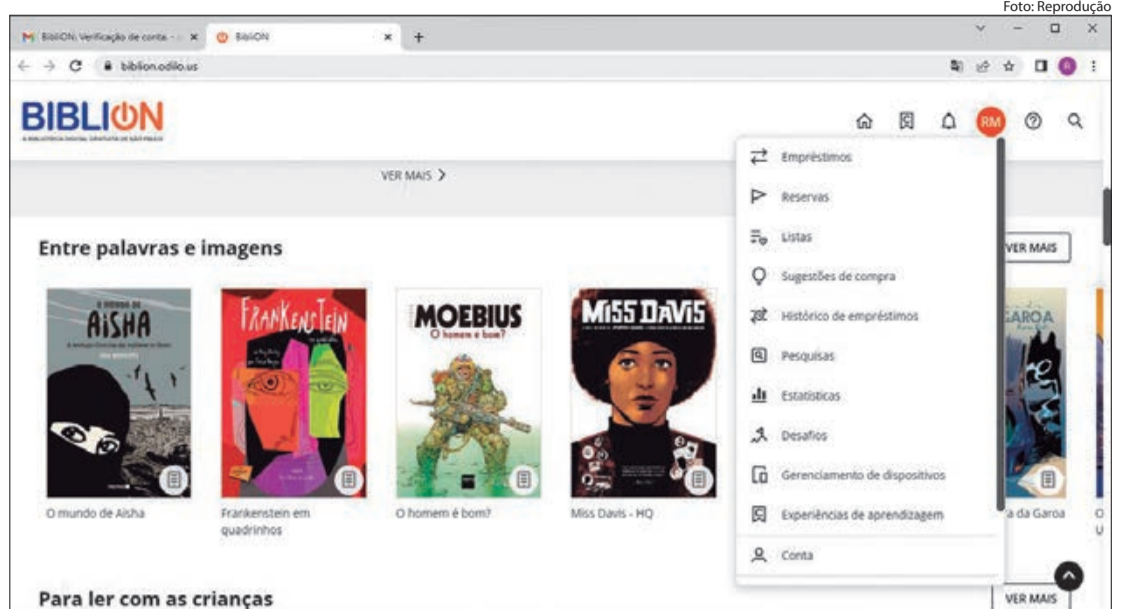 Foto: Reprodução
BibliON: Verificação de conta. -
BibliON
biblion.odilo.us
BIBLION
A BIBLIOTECA DIGITAL GRATUITA DE SÃO PAULO
RM
VER MAIS
Empréstimos
Reservas
Listas
Sugestões de compra
Histórico de empréstimos
Pesquisas
Estatísticas
Desafios
Gerenciamento de dispositivos
Experiências de aprendizagem
Conta
Entre palavras e imagens
VER MAIS
O MUNDO DE
AISHA
FRANKENSTEIN
MOEBIUS
O homem é bom?
MISS DAVIS
GAROA
O mundo de Aisha
Frankenstein em
quadrinhos
O homem é bom?
Miss Davis - HQ
a da Garoa
Para ler com as crianças
VER MAIS